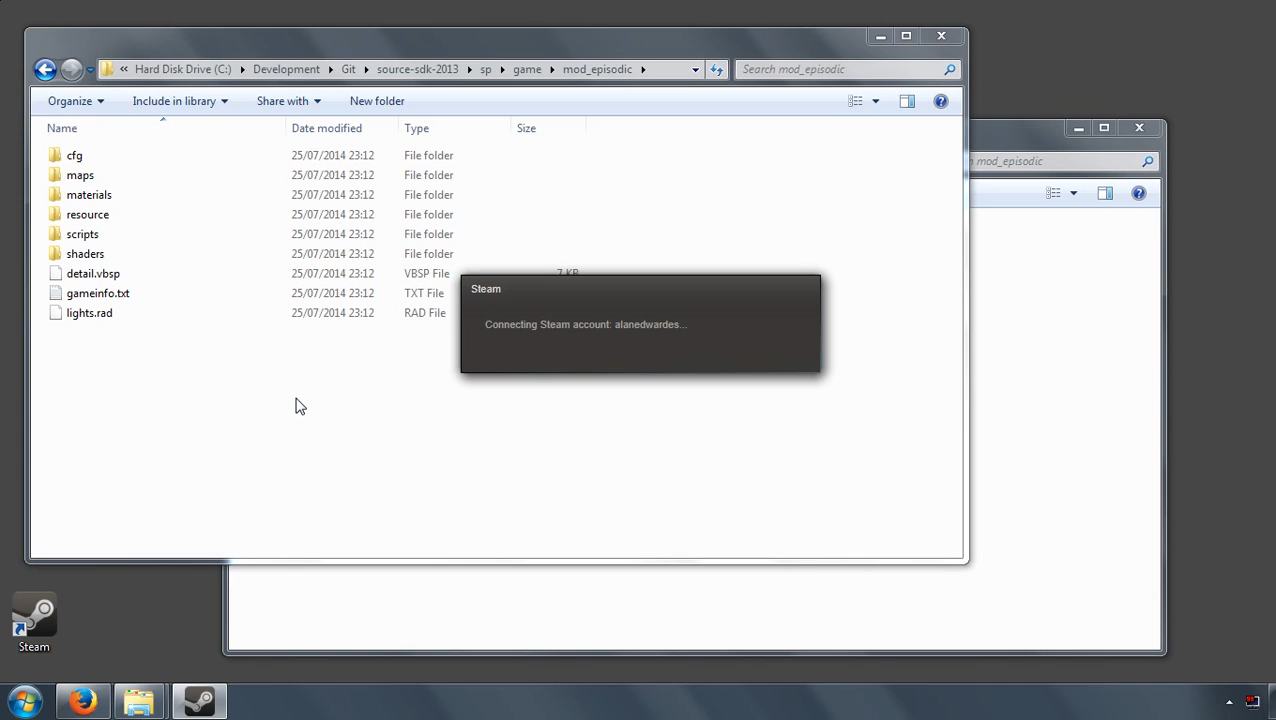 « Hard Disk Drive (C:) Development Git source-sdk-2013 sp game mod_episodic
Search mod_episodic
Organize Include in library Share with New folder
Name Date modified Type Size
cfg 25/07/2014 23:12 File folder
maps 25/07/2014 23:12 File folder
materials 25/07/2014 23:12 File folder
resource 25/07/2014 23:12 File folder
scripts 25/07/2014 23:12 File folder
shaders 25/07/2014 23:12 File folder
detail.vbsp 25/07/2014 23:12 VBSP File 7 KB
gameinfo.txt 25/07/2014 23:12 TXT File
lights.rad 25/07/2014 23:12 RAD File
Steam
Connecting Steam account: alanedwardes...
mod_episodic
Steam